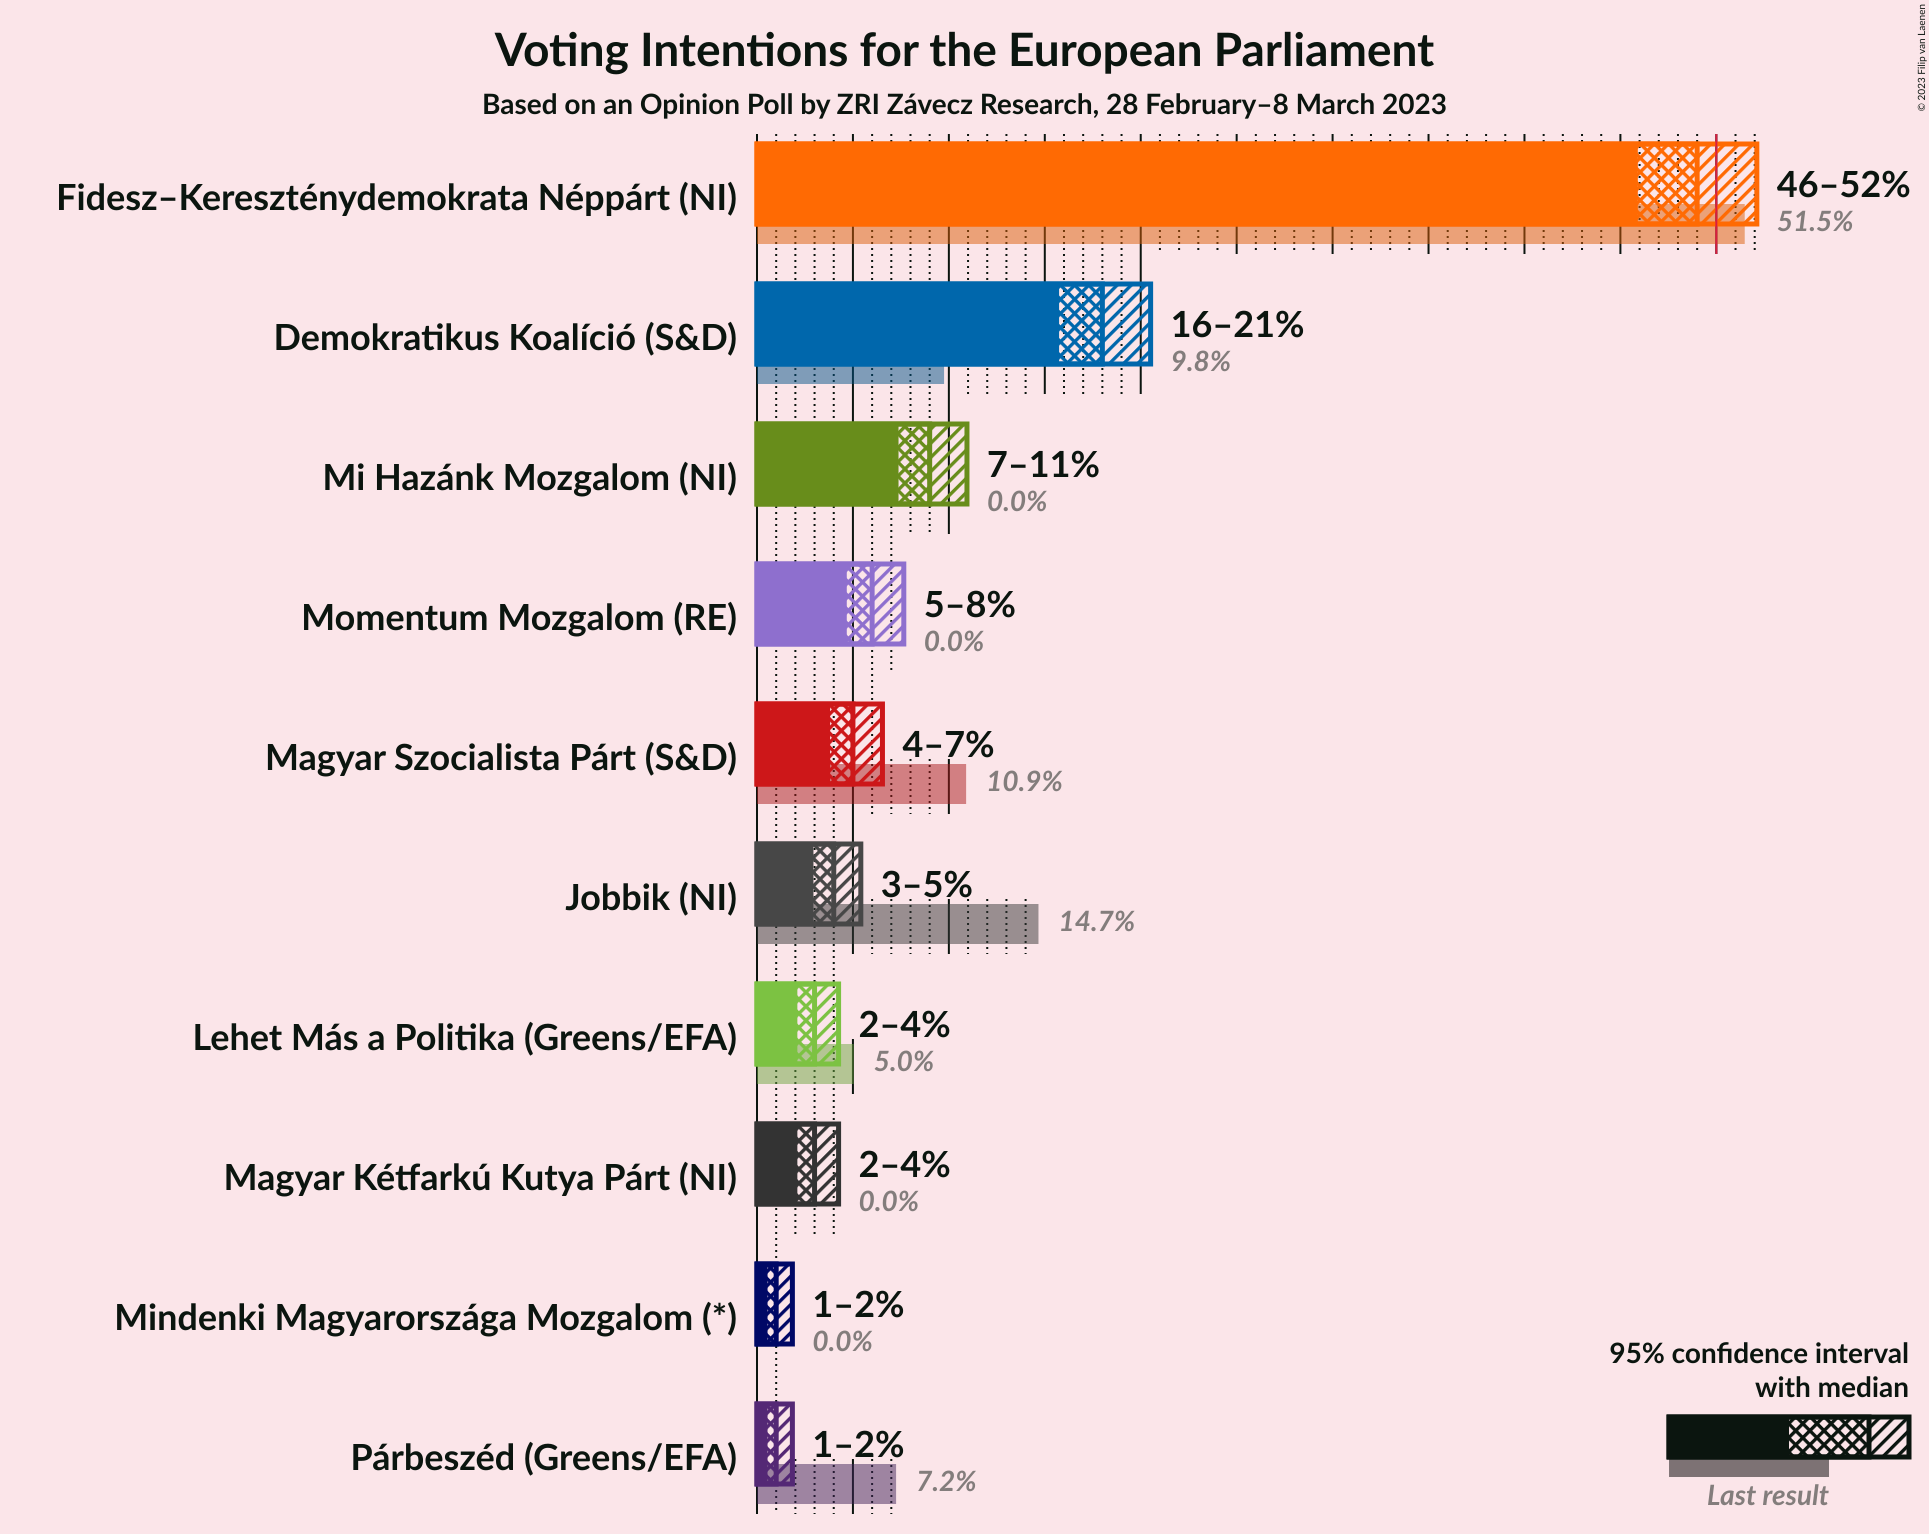 Voting Intentions for the European Parliament
Based on an Opinion Poll by ZRI Závecz Research, 28 February–8 March 2023
© 2023 Filip van Laenen
Fidesz–Kereszténydemokrata Néppárt (NI)
46–52%
51.5%
Demokratikus Koalíció (S&D)
16–21%
9.8%
Mi Hazánk Mozgalom (NI)
7–11%
0.0%
Momentum Mozgalom (RE)
5–8%
0.0%
Magyar Szocialista Párt (S&D)
4–7%
10.9%
Jobbik (NI)
3–5%
14.7%
Lehet Más a Politika (Greens/EFA)
2–4%
5.0%
Magyar Kétfarkú Kutya Párt (NI)
2–4%
0.0%
Mindenki Magyarországa Mozgalom (*)
1–2%
0.0%
Párbeszéd (Greens/EFA)
1–2%
7.2%
95% confidence interval
with median
Last result